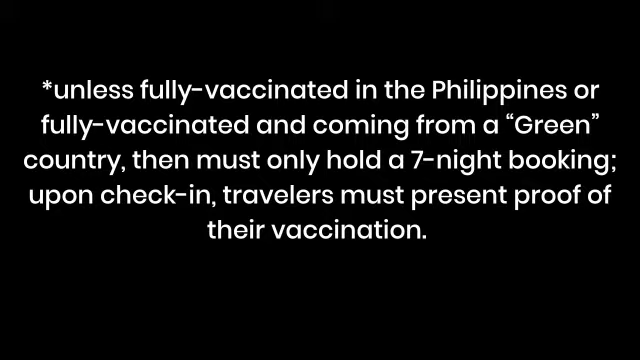 *unless fully-vaccinated in the Philippines or
fully-vaccinated and coming from a “Green”
country, then must only hold a 7-night booking;
upon check-in, travelers must present proof of
their vaccination.